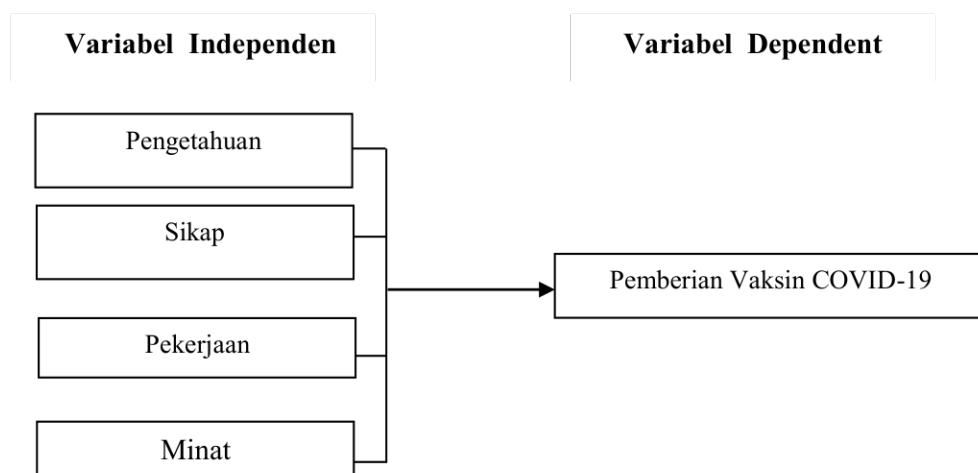 Variabel Independen
Variabel Dependent
Pengetahuan
Sikap
Pemberian Vaksin COVID-19
Pekerjaan
Minat